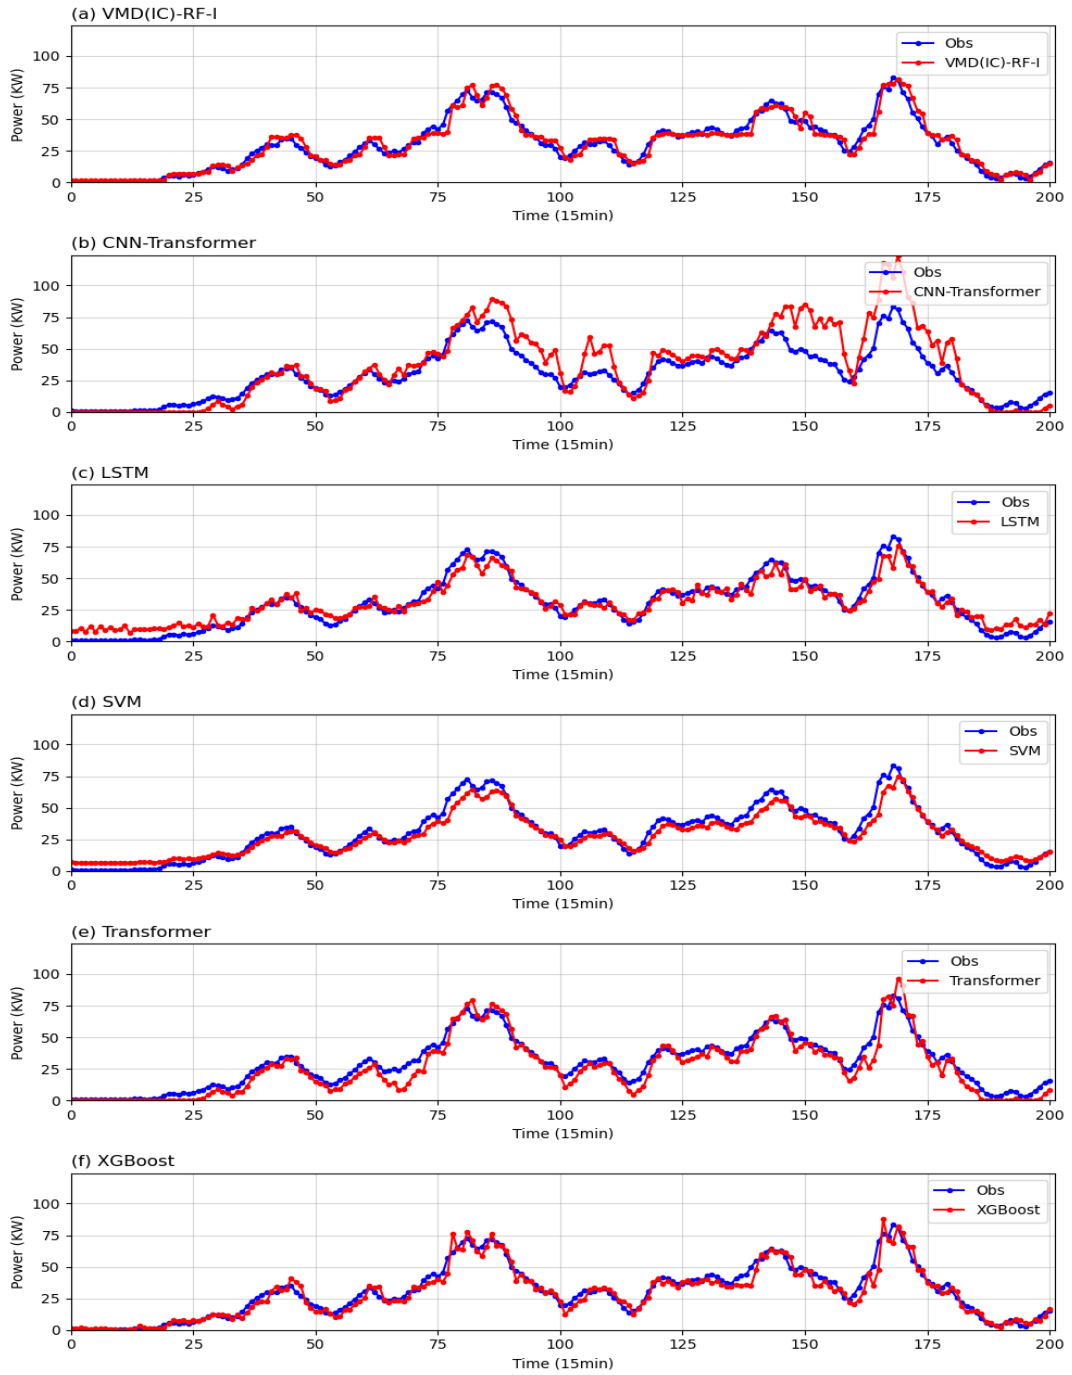 (a) VMD(IC)-RF-I
100
75
50
25
0
Power (KW)
Obs
VMD(IC)-RF-I
0 25 50 75 100 125 150 175 200
Time (15min)
(b) CNN-Transformer
100
75
50
25
0
Power (KW)
Obs
CNN-Transformer
0 25 50 75 100 125 150 175 200
Time (15min)
(c) LSTM
100
75
50
25
0
Power (KW)
Obs
LSTM
0 25 50 75 100 125 150 175 200
Time (15min)
(d) SVM
100
75
50
25
0
Power (KW)
Obs
SVM
0 25 50 75 100 125 150 175 200
Time (15min)
(e) Transformer
100
75
50
25
0
Power (KW)
Obs
Transformer
0 25 50 75 100 125 150 175 200
Time (15min)
(f) XGBoost
100
75
50
25
0
Power (KW)
Obs
XGBoost
0 25 50 75 100 125 150 175 200
Time (15min)